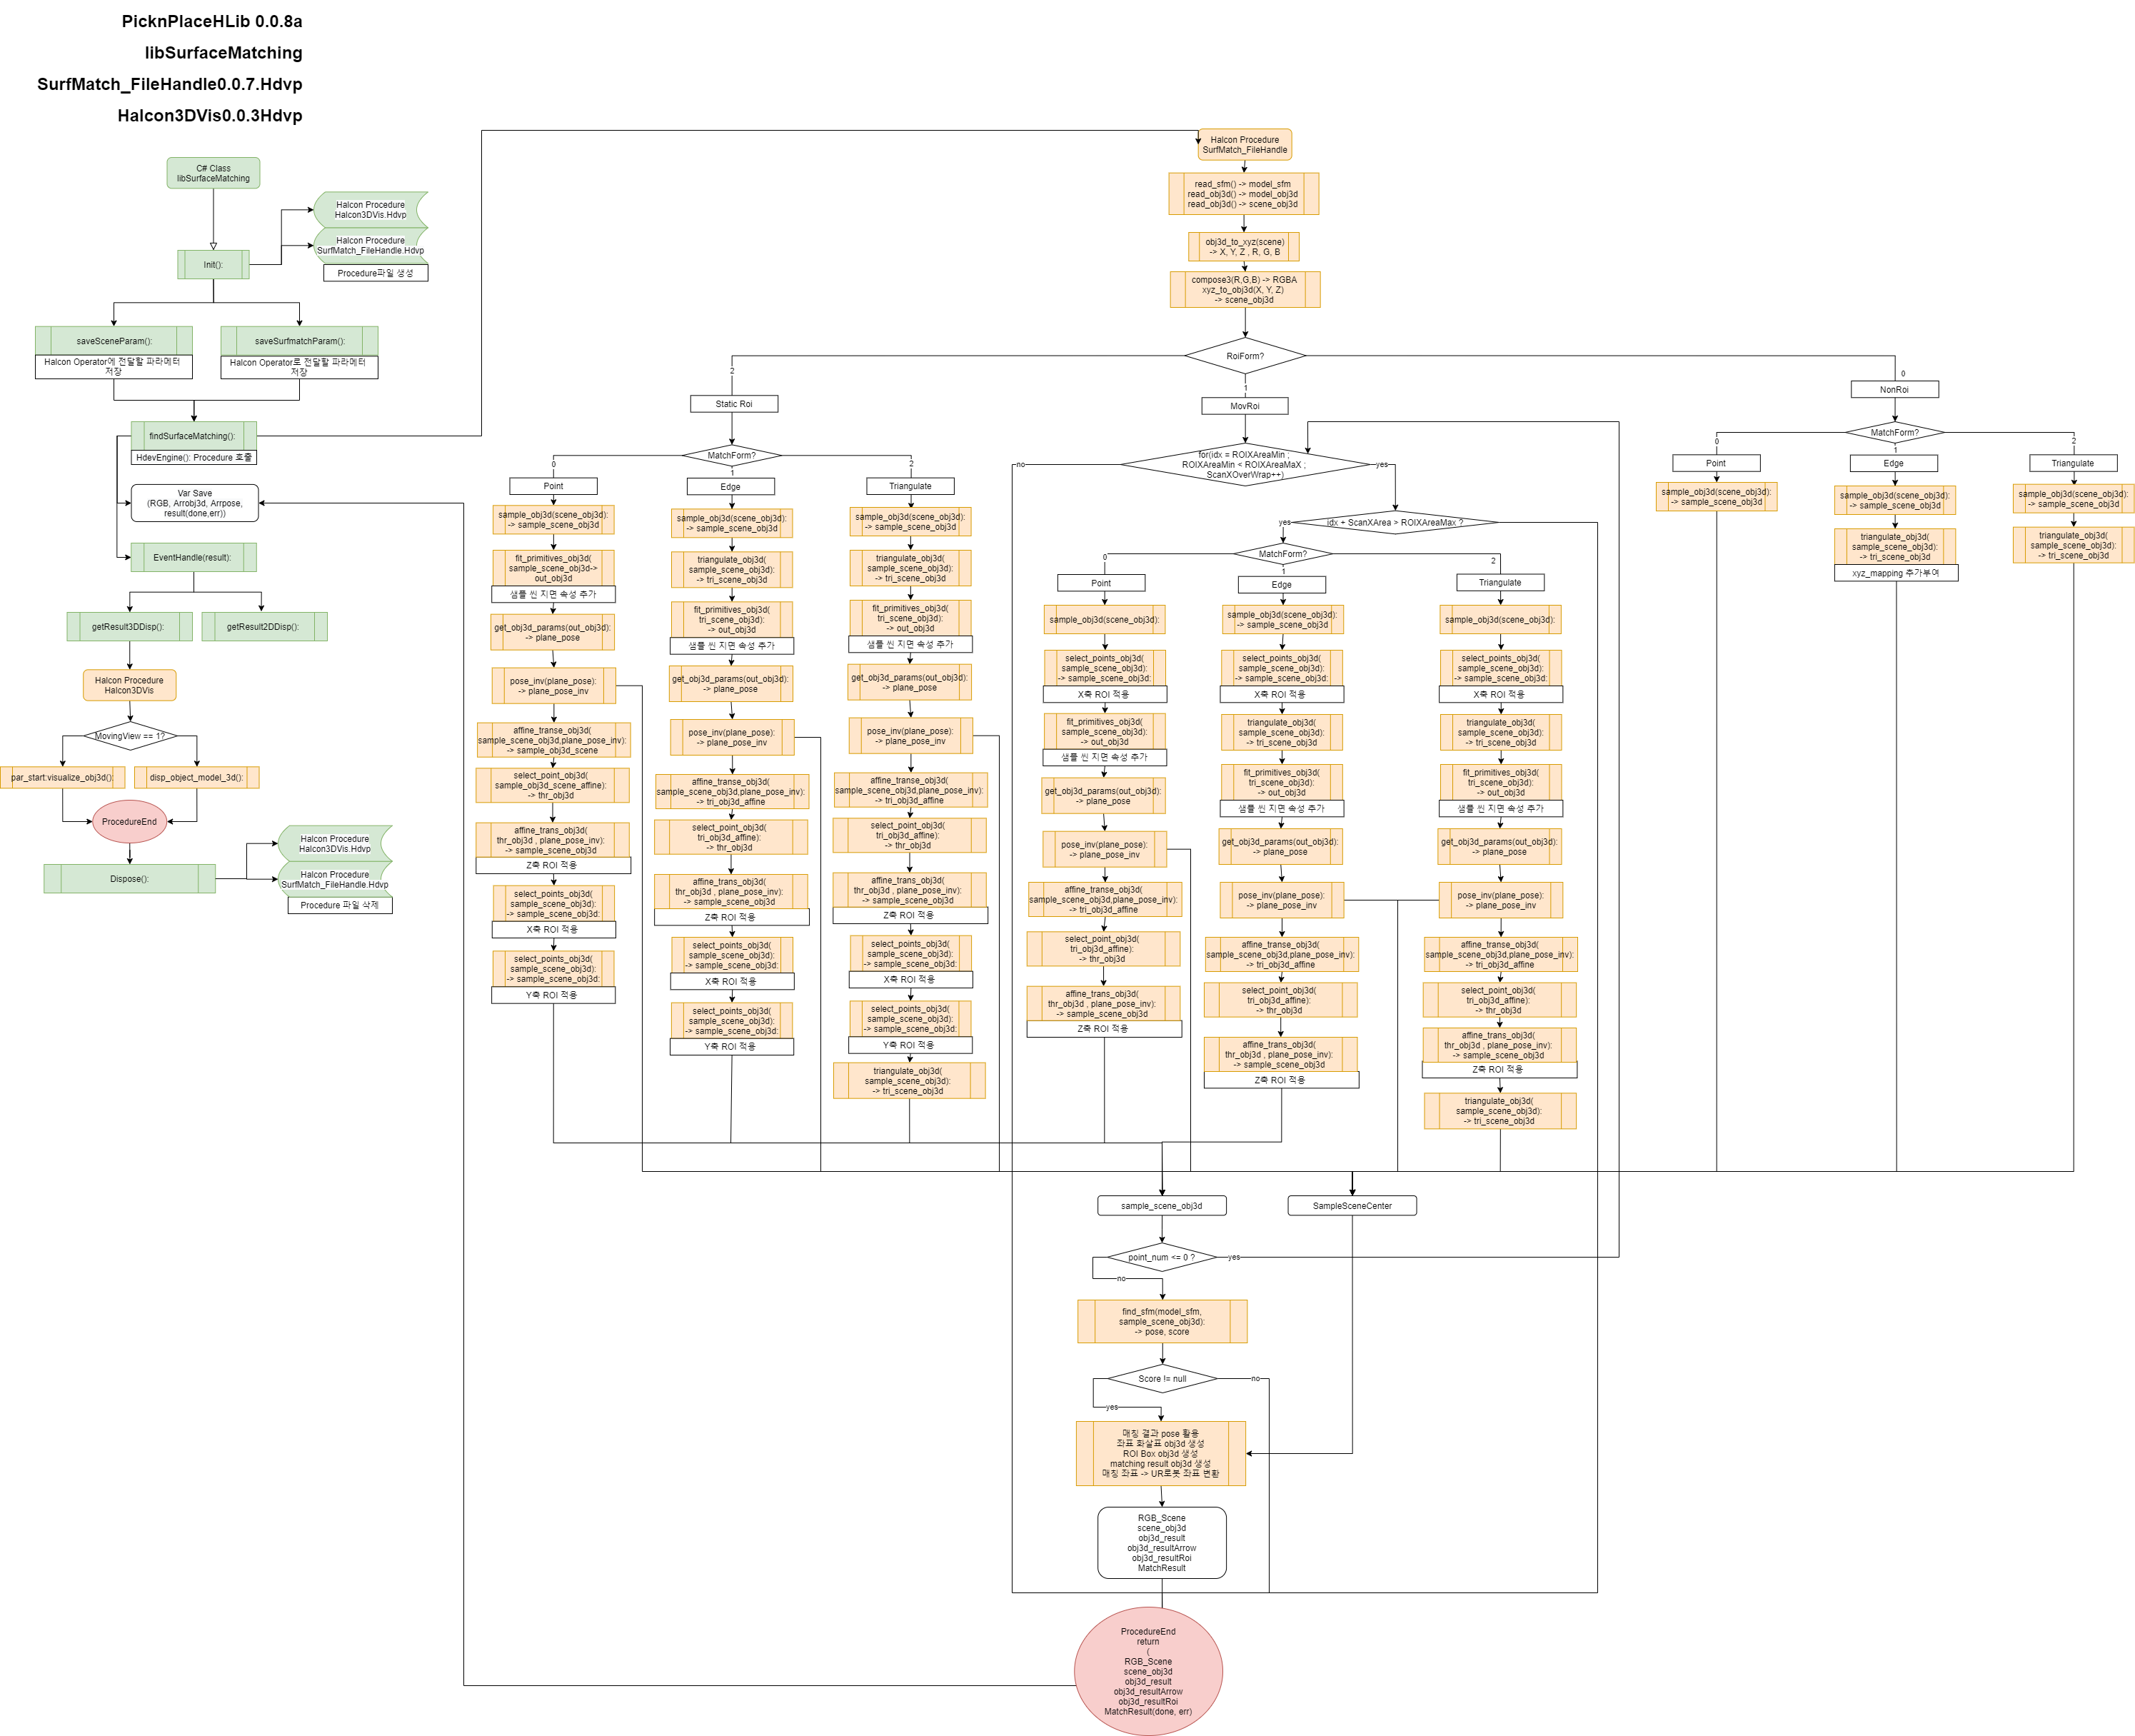 PicknPlaceHLib 0.0.8a
libSurfaceMatching
SurfMatch_FileHandle0.0.7.Hdvp
Halcon3DVis0.0.3Hdvp
C# Class
libSurfaceMatching
Halcon Procedure
Halcon3DVis.Hdvp
Halcon Procedure
SurfMatch_FileHandle.Hdvp
Procedure파일 생성
Init():
saveSceneParam():
Halcon Operator에 전달할 파라메터
저장
saveSurfmatchParam():
Halcon Operator로 전달할 파라메터
저장
findSurfaceMatching():
HdevEngine(): Procedure 호출
Var Save
(RGB, Arrobj3d, Arrpose,
result(done,err))
EventHandle(result):
getResult3DDisp():
getResult2DDisp():
Halcon Procedure
Halcon3DVis
MovingView == 1?
par_start:visualize_obj3d():
disp_object_model_3d():
ProcedureEnd
Dispose():
Halcon Procedure
Halcon3DVis.Hdvp
Halcon Procedure
SurfMatch_FileHandle.Hdvp
Procedure 파일 삭제
Halcon Procedure
SurfMatch_FileHandle
read_sfm() -> model_sfm
read_obj3d() -> model_obj3d
read_obj3d() -> scene_obj3d
obj3d_to_xyz(scene)
-> X, Y, Z , R, G, B
compose3(R,G,B) -> RGBA
xyz_to_obj3d(X, Y, Z)
-> scene_obj3d
RoiForm?
2
1
0
Static Roi
MatchForm?
0
1
2
Point
sample_obj3d(scene_obj3d):
-> sample_scene_obj3d
fit_primitives_obj3d(
sample_scene_obj3d->
out_obj3d
샘플 씬 지면 속성 추가
get_obj3d_params(out_obj3d):
-> plane_pose
pose_inv(plane_pose):
-> plane_pose_inv
affine_transe_obj3d(
sample_scene_obj3d,plane_pose_inv):
-> sample_obj3d_scene
select_point_obj3d(
sample_obj3d_scene_affine):
-> thr_obj3d
affine_trans_obj3d(
thr_obj3d , plane_pose_inv):
-> sample_scene_obj3d
Z축 ROI 적용
select_points_obj3d(
sample_scene_obj3d):
-> sample_scene_obj3d:
X축 ROI 적용
select_points_obj3d(
sample_scene_obj3d):
-> sample_scene_obj3d:
Y축 ROI 적용
Edge
sample_obj3d(scene_obj3d):
-> sample_scene_obj3d
triangulate_obj3d(
sample_scene_obj3d):
-> tri_scene_obj3d
fit_primitives_obj3d(
tri_scene_obj3d):
-> out_obj3d
샘플 씬 지면 속성 추가
get_obj3d_params(out_obj3d):
-> plane_pose
pose_inv(plane_pose):
-> plane_pose_inv
affine_transe_obj3d(
sample_scene_obj3d,plane_pose_inv):
-> tri_obj3d_affine
select_point_obj3d(
tri_obj3d_affine):
-> thr_obj3d
affine_trans_obj3d(
thr_obj3d , plane_pose_inv):
-> sample_scene_obj3d
Z축 ROI 적용
select_points_obj3d(
sample_scene_obj3d):
-> sample_scene_obj3d:
X축 ROI 적용
select_points_obj3d(
sample_scene_obj3d):
-> sample_scene_obj3d:
Y축 ROI 적용
Triangulate
sample_obj3d(scene_obj3d):
-> sample_scene_obj3d
triangulate_obj3d(
sample_scene_obj3d):
-> tri_scene_obj3d
fit_primitives_obj3d(
tri_scene_obj3d):
-> out_obj3d
샘플 씬 지면 속성 추가
get_obj3d_params(out_obj3d):
-> plane_pose
pose_inv(plane_pose):
-> plane_pose_inv
affine_transe_obj3d(
sample_scene_obj3d,plane_pose_inv):
-> tri_obj3d_affine
select_point_obj3d(
tri_obj3d_affine):
-> thr_obj3d
affine_trans_obj3d(
thr_obj3d , plane_pose_inv):
-> sample_scene_obj3d
Z축 ROI 적용
select_points_obj3d(
sample_scene_obj3d):
-> sample_scene_obj3d:
X축 ROI 적용
select_points_obj3d(
sample_scene_obj3d):
-> sample_scene_obj3d:
Y축 ROI 적용
triangulate_obj3d(
sample_scene_obj3d):
-> tri_scene_obj3d
MovRoi
for(idx = ROIXAreaMin ;
ROIXAreaMin < ROIXAreaMaX ;
ScanXOverWrap++)
no
yes
idx + ScanXArea > ROIXAreaMax ?
yes
MatchForm?
0
1
2
Point
sample_obj3d(scene_obj3d):
select_points_obj3d(
sample_scene_obj3d):
-> sample_scene_obj3d:
X축 ROI 적용
fit_primitives_obj3d(
sample_scene_obj3d):
-> out_obj3d
샘플 씬 지면 속성 추가
get_obj3d_params(out_obj3d):
-> plane_pose
pose_inv(plane_pose):
-> plane_pose_inv
affine_transe_obj3d(
sample_scene_obj3d,plane_pose_inv):
-> tri_obj3d_affine
select_point_obj3d(
tri_obj3d_affine):
-> thr_obj3d
affine_trans_obj3d(
thr_obj3d , plane_pose_inv):
-> sample_scene_obj3d
Z축 ROI 적용
Edge
sample_obj3d(scene_obj3d):
-> sample_scene_obj3d
select_points_obj3d(
sample_scene_obj3d):
-> sample_scene_obj3d:
X축 ROI 적용
triangulate_obj3d(
sample_scene_obj3d):
-> tri_scene_obj3d
fit_primitives_obj3d(
tri_scene_obj3d):
-> out_obj3d
샘플 씬 지면 속성 추가
get_obj3d_params(out_obj3d):
-> plane_pose
pose_inv(plane_pose):
-> plane_pose_inv
affine_transe_obj3d(
sample_scene_obj3d,plane_pose_inv):
-> tri_obj3d_affine
select_point_obj3d(
tri_obj3d_affine):
-> thr_obj3d
affine_trans_obj3d(
thr_obj3d , plane_pose_inv):
-> sample_scene_obj3d
Z축 ROI 적용
Triangulate
sample_obj3d(scene_obj3d):
select_points_obj3d(
sample_scene_obj3d):
-> sample_scene_obj3d:
X축 ROI 적용
triangulate_obj3d(
sample_scene_obj3d):
-> tri_scene_obj3d
fit_primitives_obj3d(
tri_scene_obj3d):
-> out_obj3d
샘플 씬 지면 속성 추가
get_obj3d_params(out_obj3d):
-> plane_pose
pose_inv(plane_pose):
-> plane_pose_inv
affine_transe_obj3d(
sample_scene_obj3d,plane_pose_inv):
-> tri_obj3d_affine
select_point_obj3d(
tri_obj3d_affine):
-> thr_obj3d
affine_trans_obj3d(
thr_obj3d , plane_pose_inv):
-> sample_scene_obj3d
Z축 ROI 적용
triangulate_obj3d(
sample_scene_obj3d):
-> tri_scene_obj3d
NonRoi
MatchForm?
0
1
2
Point
sample_obj3d(scene_obj3d):
-> sample_scene_obj3d
Edge
sample_obj3d(scene_obj3d):
-> sample_scene_obj3d
triangulate_obj3d(
sample_scene_obj3d):
-> tri_scene_obj3d
xyz_mapping 추가부여
Triangulate
sample_obj3d(scene_obj3d):
-> sample_scene_obj3d
triangulate_obj3d(
sample_scene_obj3d):
-> tri_scene_obj3d
sample_scene_obj3d
SampleSceneCenter
point_num <= 0 ?
yes
no
find_sfm(model_sfm,
sample_scene_obj3d):
-> pose, score
Score != null
no
yes
매칭 결과 pose 활용
좌표 화살표 obj3d 생성
ROI Box obj3d 생성
matching result obj3d 생성
매칭 좌표 -> UR로봇 좌표 변환
RGB_Scene
scene_obj3d
obj3d_result
obj3d_resultArrow
obj3d_resultRoi
MatchResult
ProcedureEnd
return
(
RGB_Scene
scene_obj3d
obj3d_result
obj3d_resultArrow
obj3d_resultRoi
MatchResult(done, err)